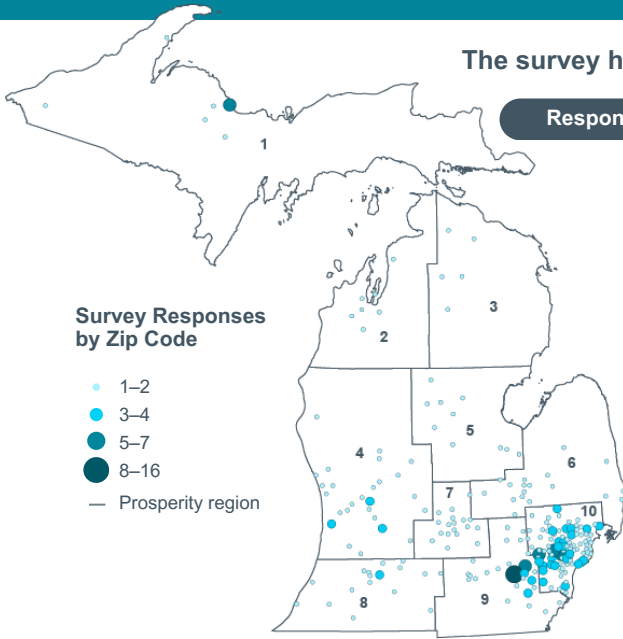 The survey h
Respon
1
3
2
Survey Responses
by Zip Code
1–2
3–4
5–7
8–16
Prosperity region
5
4
6
7
10
8
9